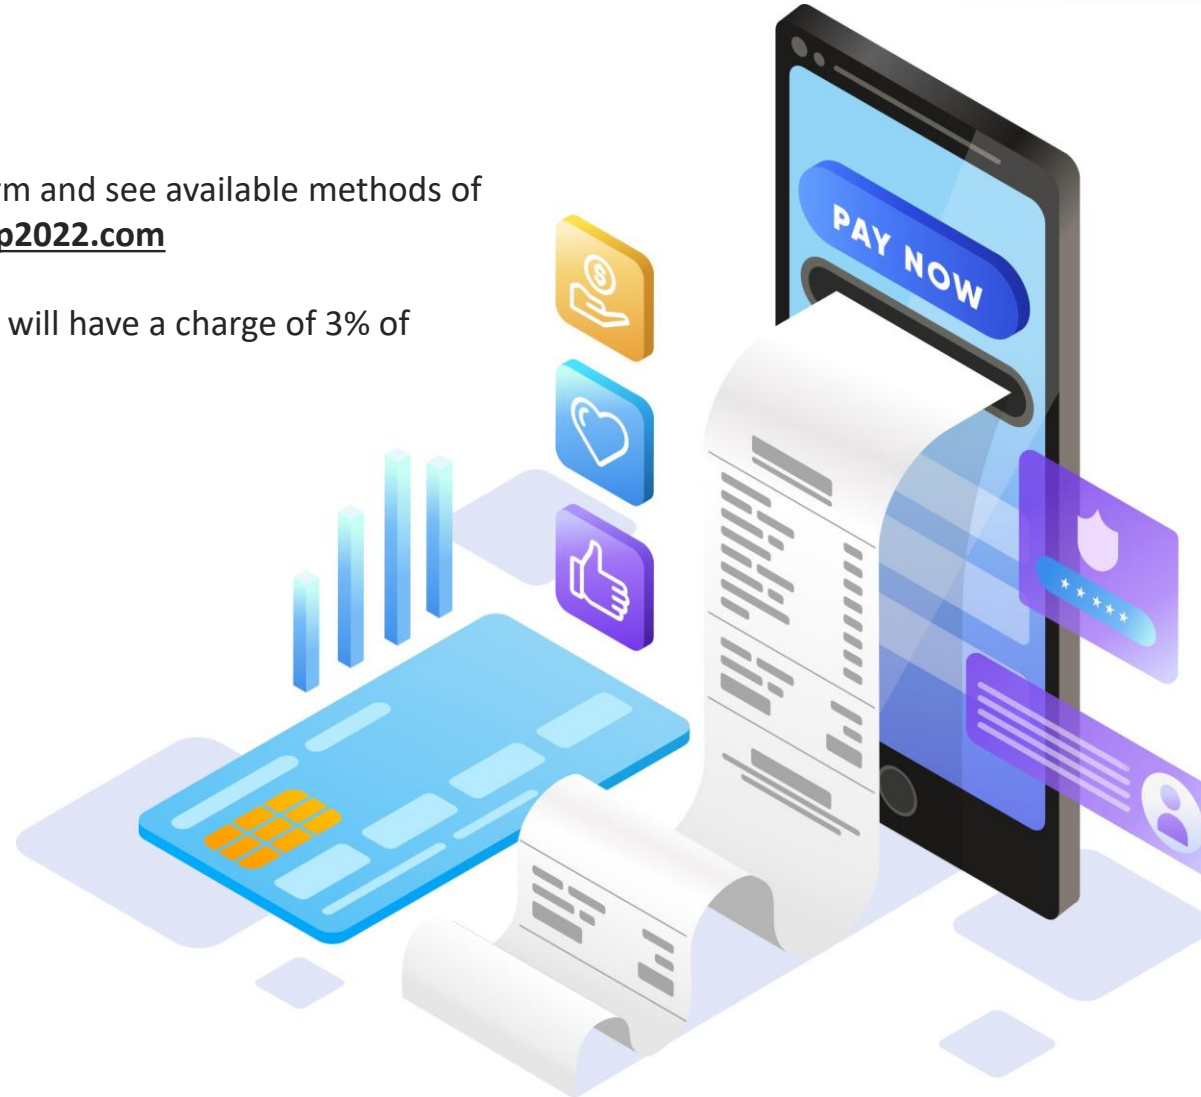 rm and see available methods of
p2022.com
will have a charge of 3% of
PAY NOW
*****